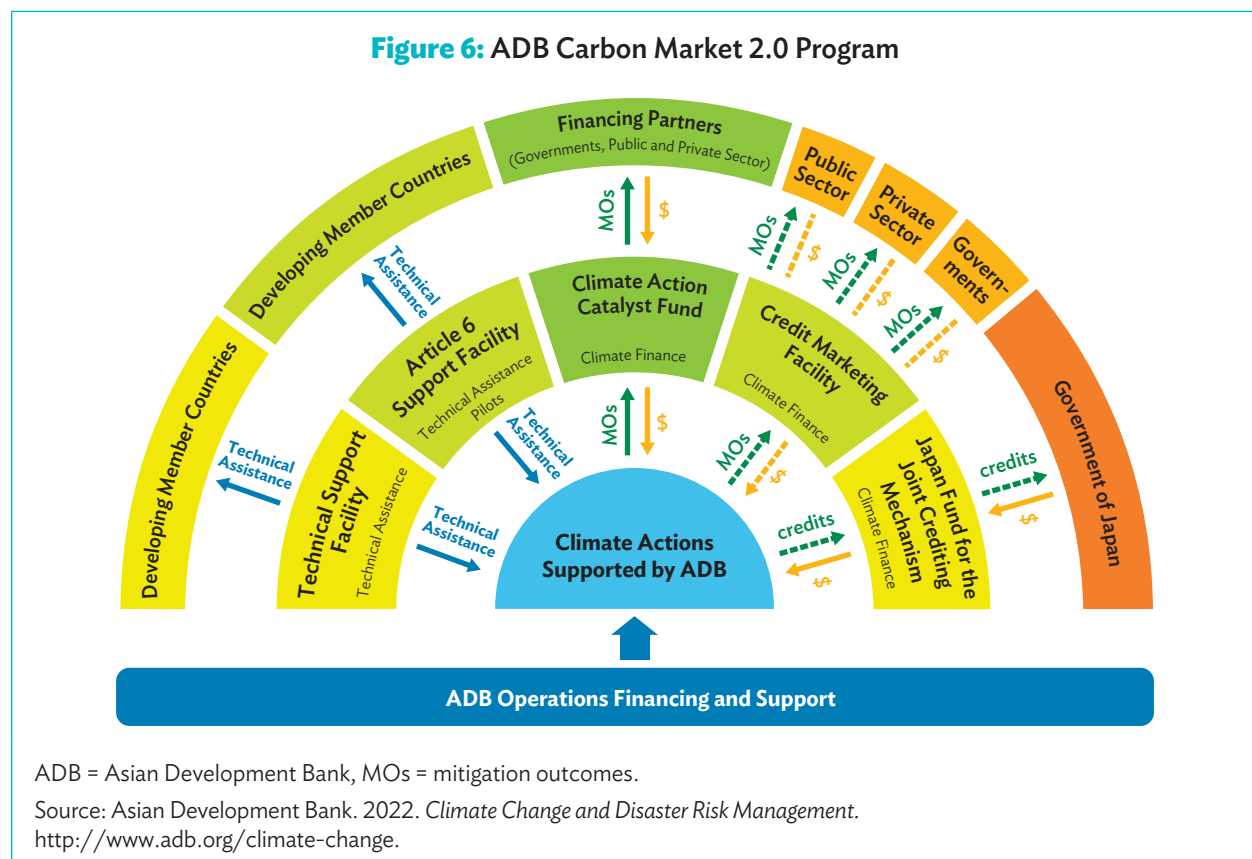 Figure 6: ADB Carbon Market 2.0 Program
Developing Member Countries
Developing Member Countries
Financing Partners
(Governments, Public and Private Sector)
Public
Sector
Private
Sector
Govern-
ments
Government of Japan
Technical
Assistance
Technical
Assistance
MOs
$
MOs
$
MOs
$
MOs
$
credits
$
Technical Support
Facility
Technical Assistance
Article 6
Support Facility
Technical Assistance
Pilots
Climate Action
Catalyst Fund
Climate Finance
Credit Marketing
Facility
Climate Finance
Japan Fund for the
Joint Crediting
Mechanism
Climate Finance
Technical
Assistance
Technical
Assistance
MOs
$
MOs
$
credits
$
Climate Actions
Supported by ADB
ADB Operations Financing and Support
ADB = Asian Development Bank, MOs = mitigation outcomes.
Source: Asian Development Bank. 2022. Climate Change and Disaster Risk Management.
http://www.adb.org/climate-change.